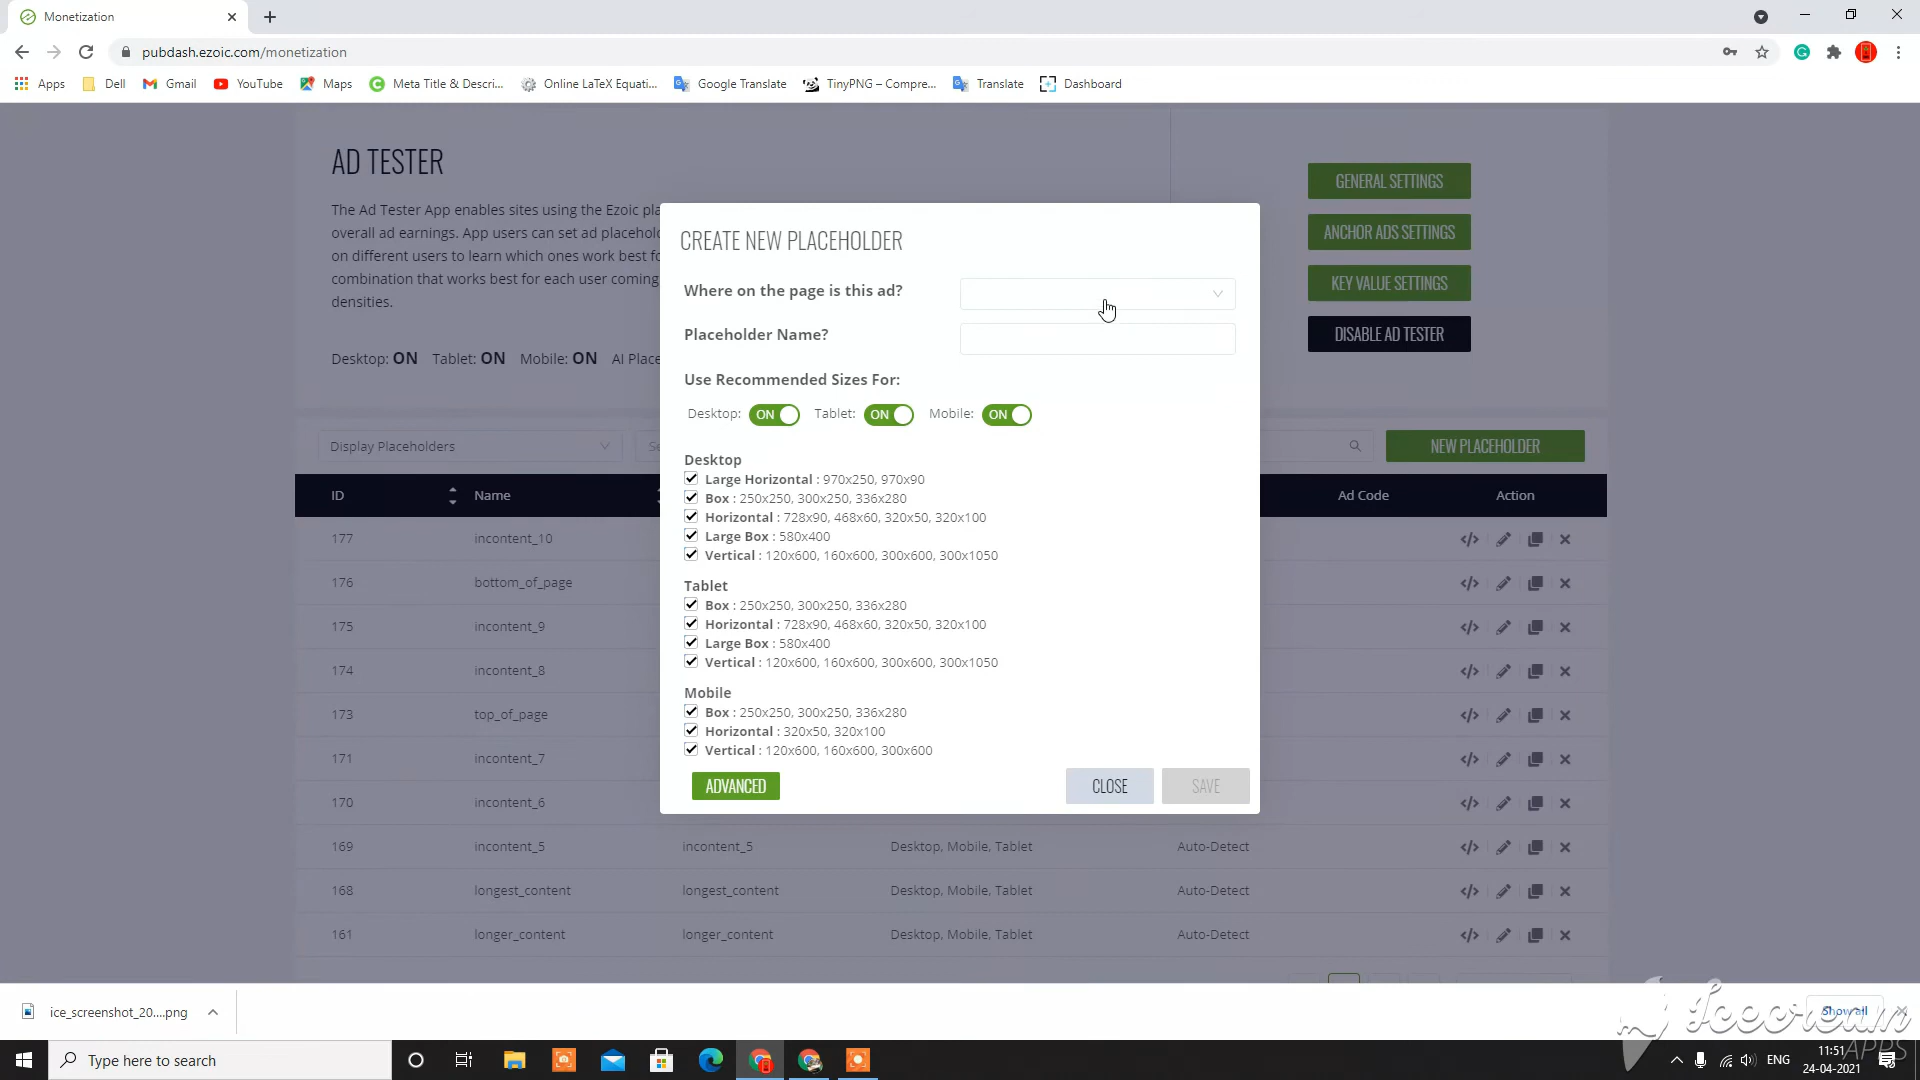 Monetization
pubdash.ezoic.com/monetization
Apps
Dell
Gmail
YouTube
Maps
Meta Title & Descri...
Online LaTeX Equati...
Google Translate
TinyPNG – Compre...
Translate
Dashboard
AD TESTER
The Ad Tester App enables sites using the Ezoic pla
overall ad earnings. App users can set ad placehold
on different users to learn which ones work best fo
combination that works best for each user coming
densities.
Desktop: ON Tablet: ON Mobile: ON AI Place
GENERAL SETTINGS
ANCHOR ADS SETTINGS
KEY VALUE SETTINGS
DISABLE AD TESTER
CREATE NEW PLACEHOLDER
Where on the page is this ad?
Placeholder Name?
Use Recommended Sizes For:
Desktop: ON Tablet: ON Mobile: ON
Desktop
Large Horizontal : 970x250, 970x90
Box : 250x250, 300x250, 336x280
Horizontal : 728x90, 468x60, 320x50, 320x100
Large Box : 580x400
Vertical : 120x600, 160x600, 300x600, 300x1050
Tablet
Box : 250x250, 300x250, 336x280
Horizontal : 728x90, 468x60, 320x50, 320x100
Large Box : 580x400
Vertical : 120x600, 160x600, 300x600, 300x1050
Mobile
Box : 250x250, 300x250, 336x280
Horizontal : 320x50, 320x100
Vertical : 120x600, 160x600, 300x600
ADVANCED
CLOSE
SAVE
Display Placeholders
Se
NEW PLACEHOLDER
ID Name Ad Code Action
177 incontent_10
176 bottom_of_page
175 incontent_9
174 incontent_8
173 top_of_page
171 incontent_7
170 incontent_6
169 incontent_5 incontent_5 Desktop, Mobile, Tablet Auto-Detect
168 longest_content longest_content Desktop, Mobile, Tablet Auto-Detect
161 longer_content longer_content Desktop, Mobile, Tablet Auto-Detect
ice_screenshot_20....png
Show all
Icecream
APPS
Type here to search
ENG
11:51
24-04-2021